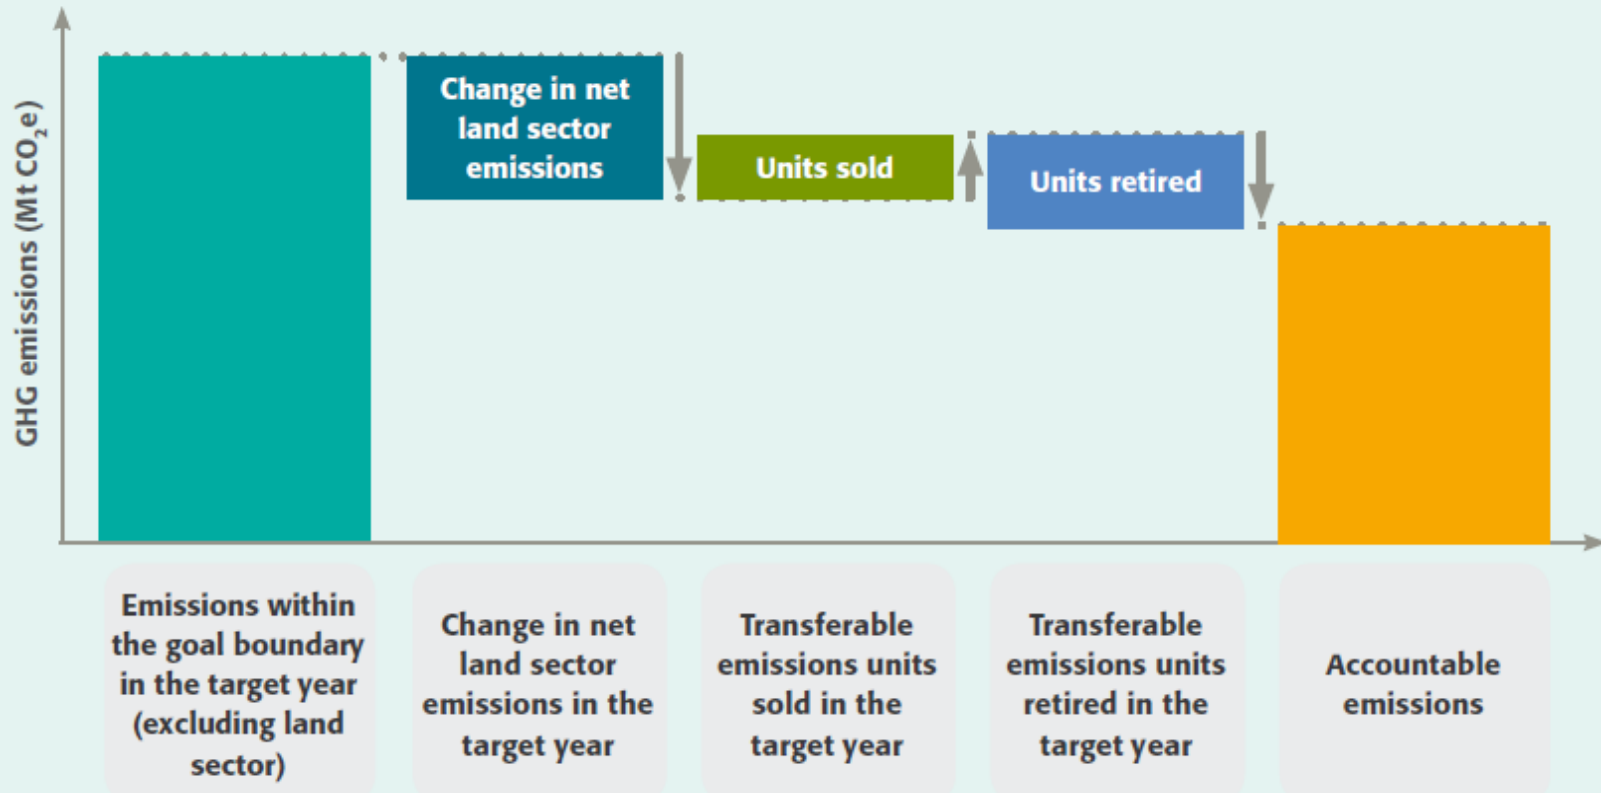 GHG emissions (Mt CO₂e)
Change in net
land sector
emissions
Units sold
Units retired
Emissions within
the goal boundary
in the target year
(excluding land
sector)
Change in net
land sector
emissions in the
target year
Transferable
emissions units
sold in the
target year
Transferable
emissions units
retired in the
target year
Accountable
emissions